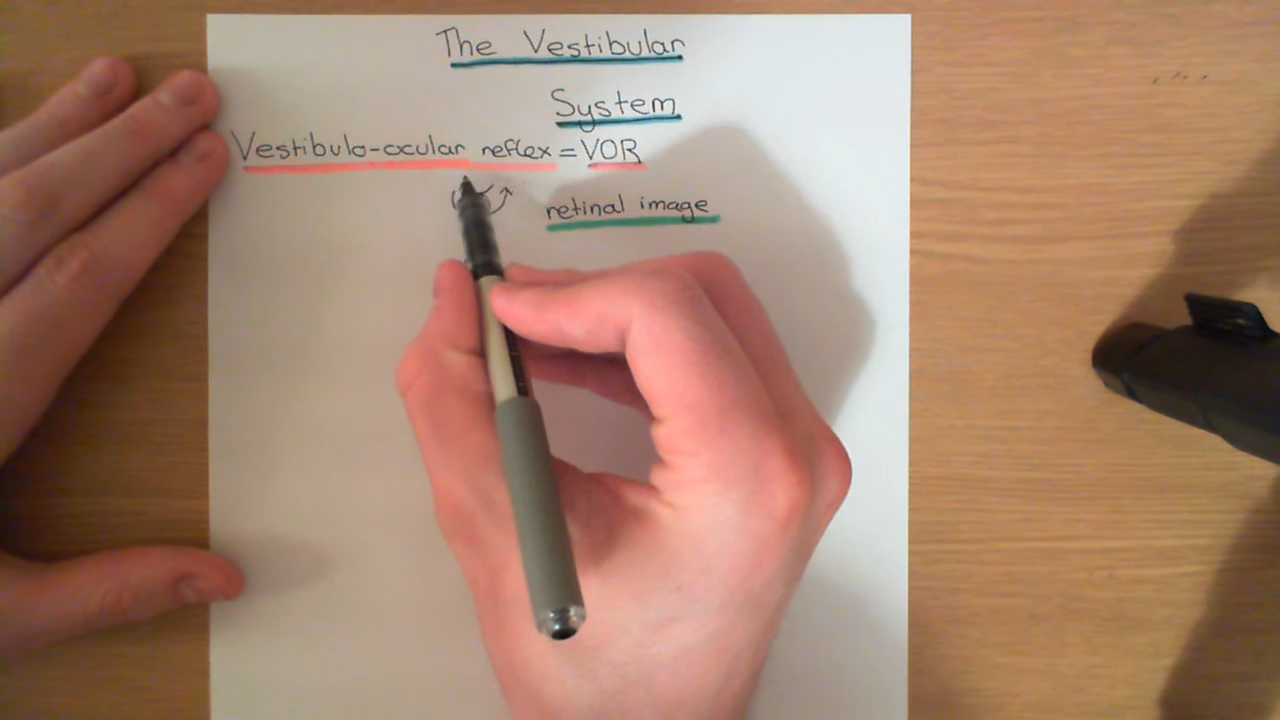 The Vestibular
System
Vestibulo-ocular reflex = VOR
retinal image